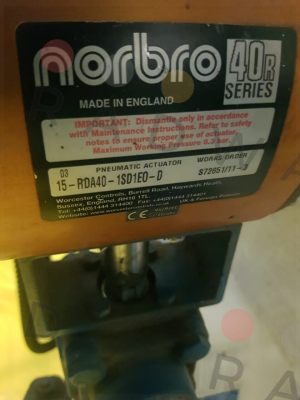 norbro
40R
SERIES
MADE IN ENGLAND
IMPORTANT: Dismantle only in accordance
with Maintenance Instructions. Refer to safety
notes to ensure proper use of actuator.
Maximum Working Pressure 8.3 bar.
03 PNEUMATIC ACTUATOR WORKS ORDER
15-RDA40-1SD1E0-D S72651/11-3
Worcester Controls, Burrell Road, Haywards Heath,
Sussex, England, RH16 1TL.
CE